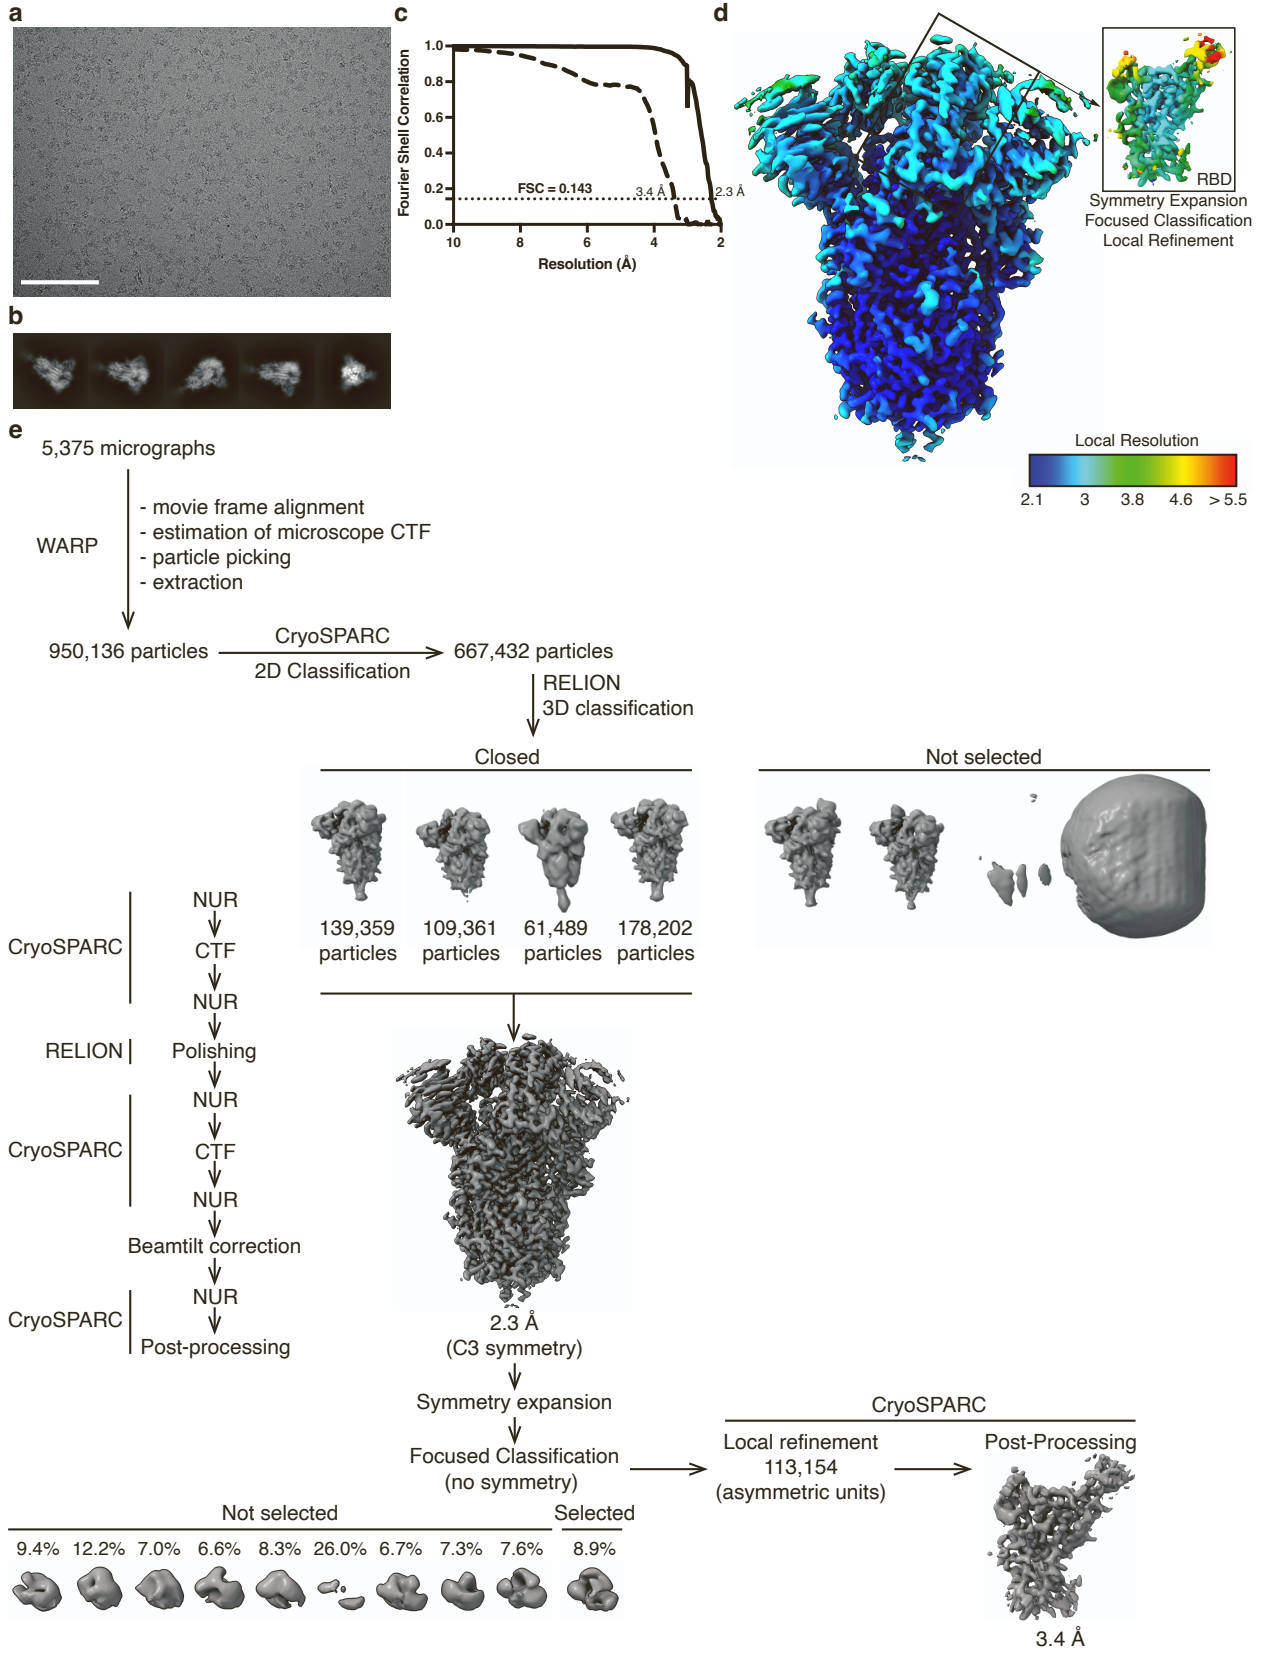 a
c
d
b
1.0
0.8
0.6
0.4
0.2
0.0
Fourier Shell Correlation
FSC = 0.143
3.4 Å
2.3 Å
10
8
6
4
2
Resolution (Å)
RBD
Symmetry Expansion
Focused Classification
Local Refinement
Local Resolution
2.1
3
3.8
4.6
> 5.5
e
5,375 micrographs
WARP
- movie frame alignment
- estimation of microscope CTF
- particle picking
- extraction
950,136 particles
CryoSPARC
2D Classification
667,432 particles
RELION
3D classification
Closed
Not selected
139,359
particles
109,361
particles
61,489
particles
178,202
particles
CryoSPARC
NUR
CTF
NUR
RELION
Polishing
CryoSPARC
NUR
CTF
NUR
Beamtilt correction
CryoSPARC
NUR
Post-processing
2.3 Å
(C3 symmetry)
Symmetry expansion
Focused Classification
(no symmetry)
CryoSPARC
Local refinement
113,154
(asymmetric units)
Post-Processing
3.4 Å
Not selected
Selected
9.4%
12.2%
7.0%
6.6%
8.3%
26.0%
6.7%
7.3%
7.6%
8.9%